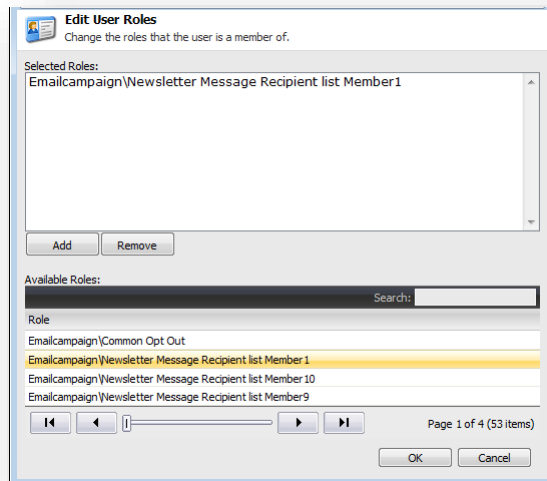 Edit User Roles
Change the roles that the user is a member of.
Selected Roles:
Emailcampaign\Newsletter Message Recipient list Member1
Add Remove
Available Roles:
Search:
Role
Emailcampaign\Common Opt Out
Emailcampaign\Newsletter Message Recipient list Member1
Emailcampaign\Newsletter Message Recipient list Member10
Emailcampaign\Newsletter Message Recipient list Member9
Page 1 of 4 (53 items)
OK Cancel